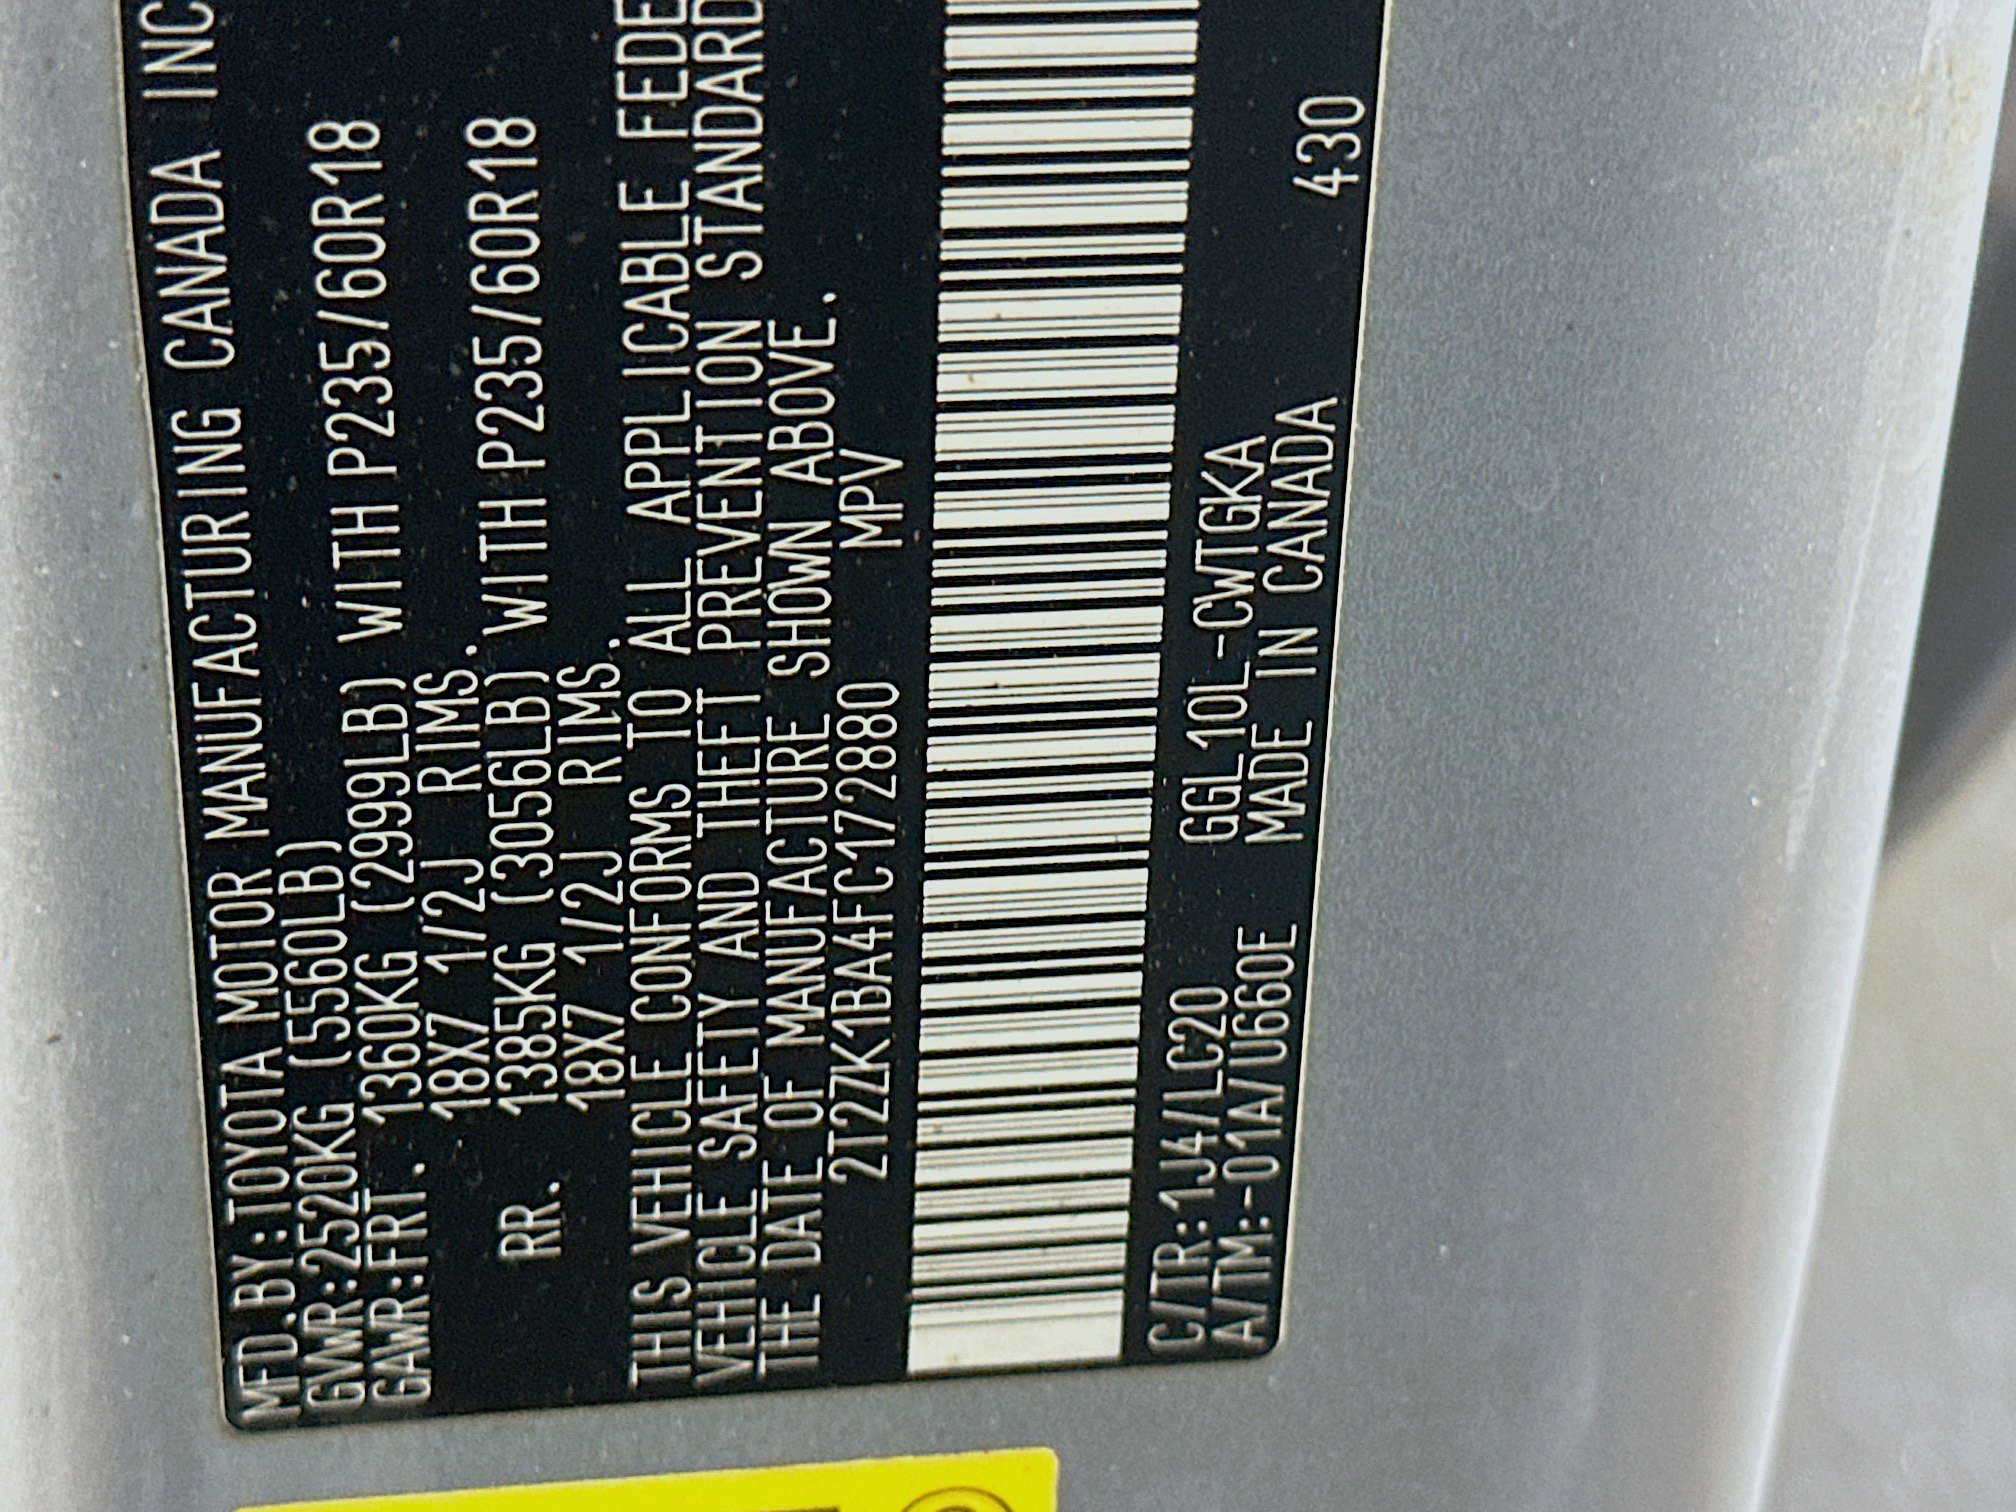 MFD.BY:TOYOTA MOTOR MANUFACTURING CANADA INC
GVWR:2520KG (5560LB)
GAWR:FRT. 1360KG (2999LB) WITH P235/60R18
18X7 1/2J RIMS.
RR. 1385KG (3056LB) WITH P235/60R18
18X7 1/2J RIMS.
THIS VEHICLE CONFORMS TO ALL APPLICABLE FEDE
VEHICLE SAFETY AND THEFT PREVENTION STANDARD
THE DATE OF MANUFACTURE SHOWN ABOVE.
2T2ZK1BA4FC172880 MPV
C/TR:1J4/LC20 GGL10L-CWTGKA
A/TM:-01A/U660E MADE IN CANADA 430